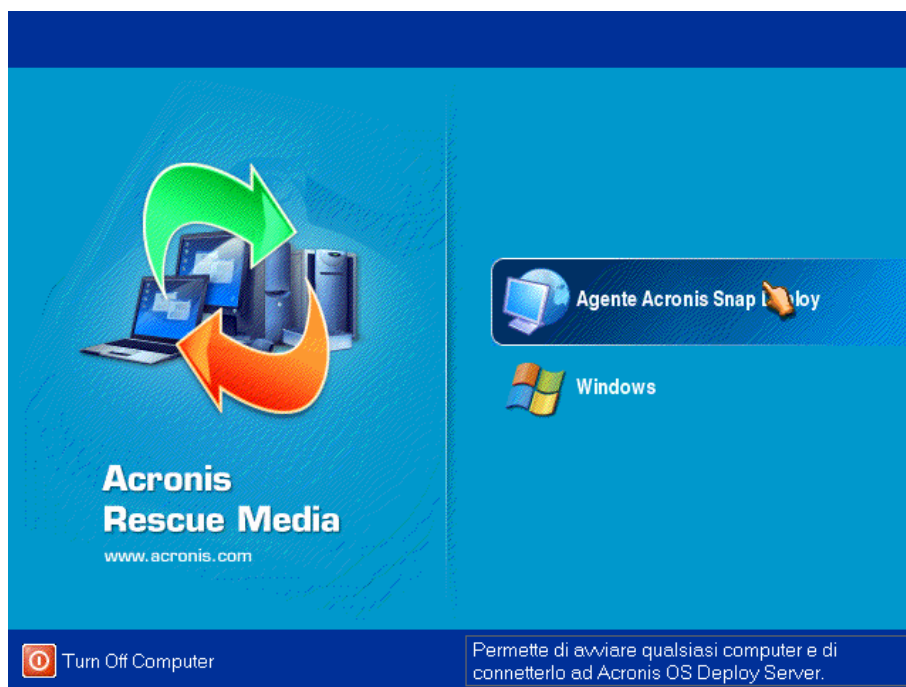 Agente Acronis Snap Deploy
Windows
Acronis
Rescue Media
www.acronis.com
Turn Off Computer
Permette di avviare qualsiasi computer e di
connetterlo ad Acronis OS Deploy Server.